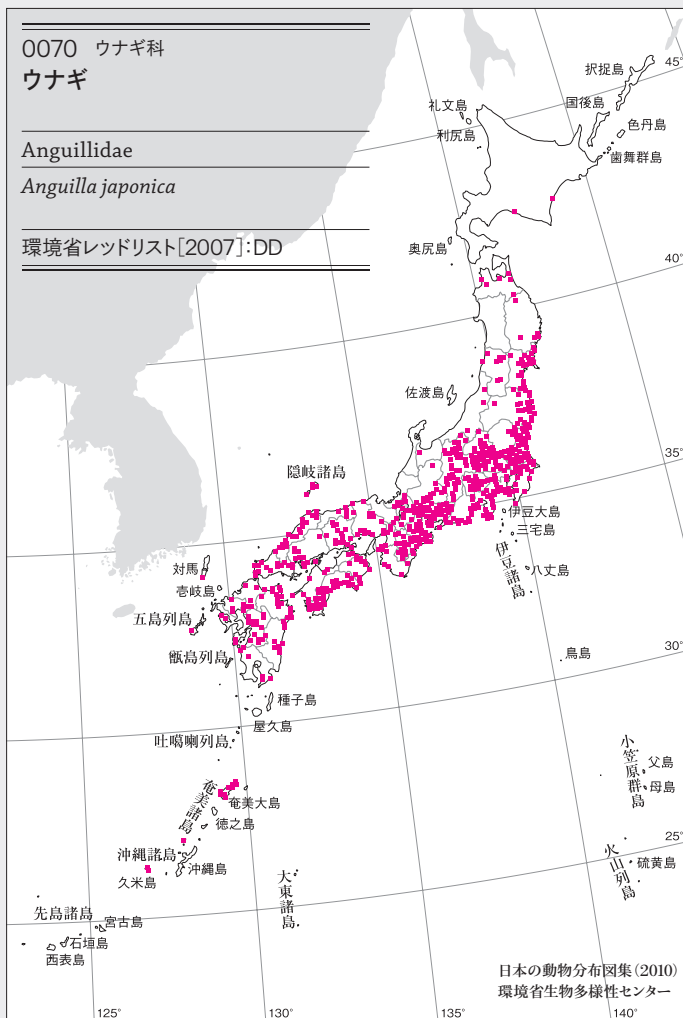 0070 ウナギ科
ウナギ
Anguillidae
Anguilla japonica
環境省レッドリスト[2007]:DD
45°
択捉島
国後島
礼文島
色丹島
利尻島
歯舞群島
奥尻島
40°
佐渡島
35°
隠岐諸島
伊豆大島
三宅島
対馬
八丈島
伊豆諸島
壱岐島
五島列島
甑島列島
鳥島
30°
種子島
屋久島
吐噶喇列島
小笠原群島
父島
母島
奄美諸島
奄美大島
徳之島
25°
沖縄諸島
沖縄島
火山列島
硫黄島
久米島
大東諸島
先島諸島
宮古島
石垣島
西表島
日本の動物分布図集(2010)
環境省生物多様性センター
125°
130°
135°
140°